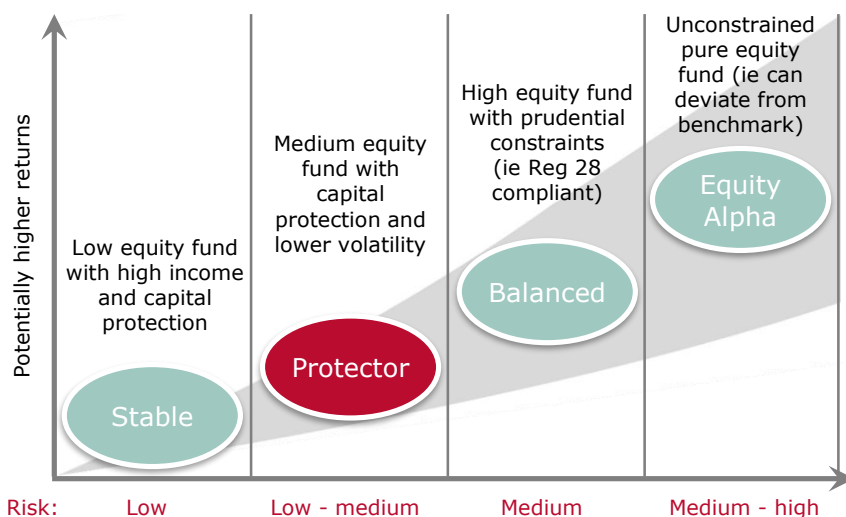 Potentially higher returns
Low equity fund
with high income
and capital
protection
Stable
Medium equity
fund with
capital
protection and
lower volatility
Protector
High equity fund
with prudential
constraints
(ie Reg 28
compliant)
Balanced
Unconstrained
pure equity
fund (ie can
deviate from
benchmark)
Equity
Alpha
Risk: Low Low - medium Medium Medium - high